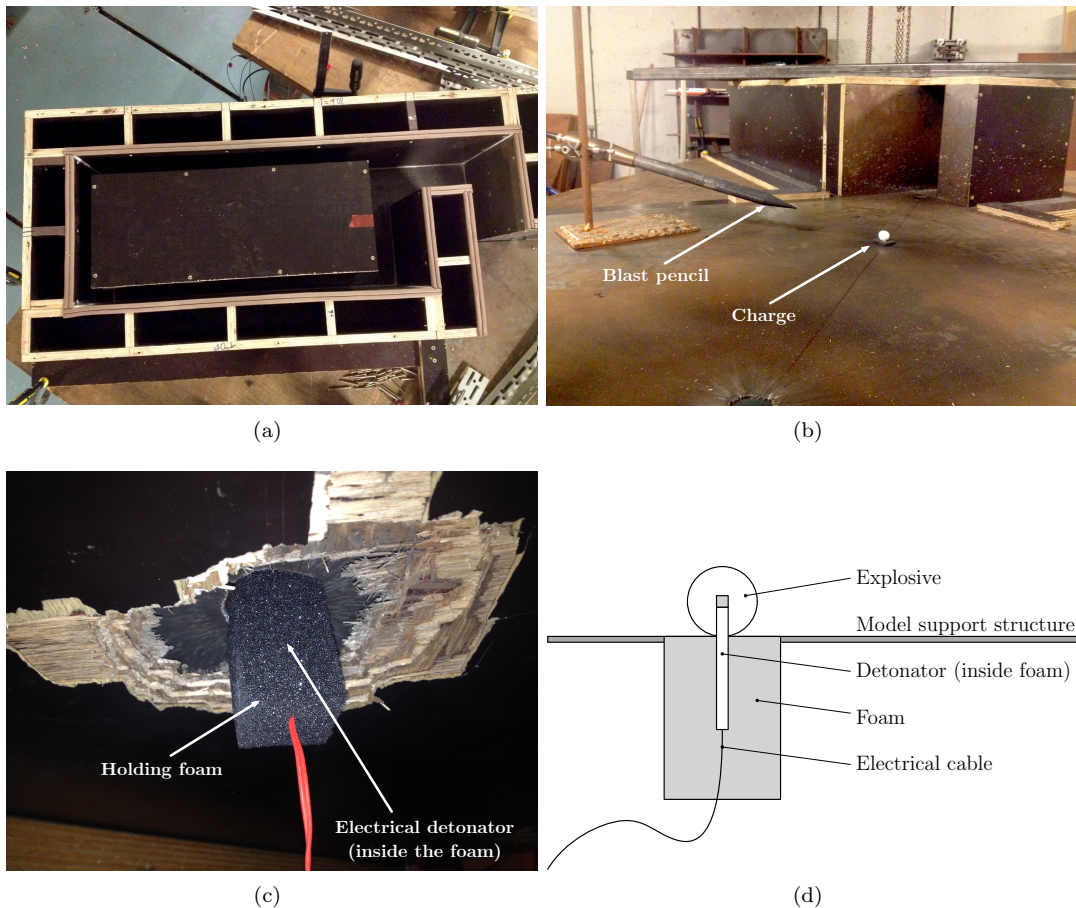 (a)
Blast pencil
Charge
(b)
Holding foam
Electrical detonator
(inside the foam)
(c)
Explosive
Model support structure
Detonator (inside foam)
Foam
Electrical cable
(d)